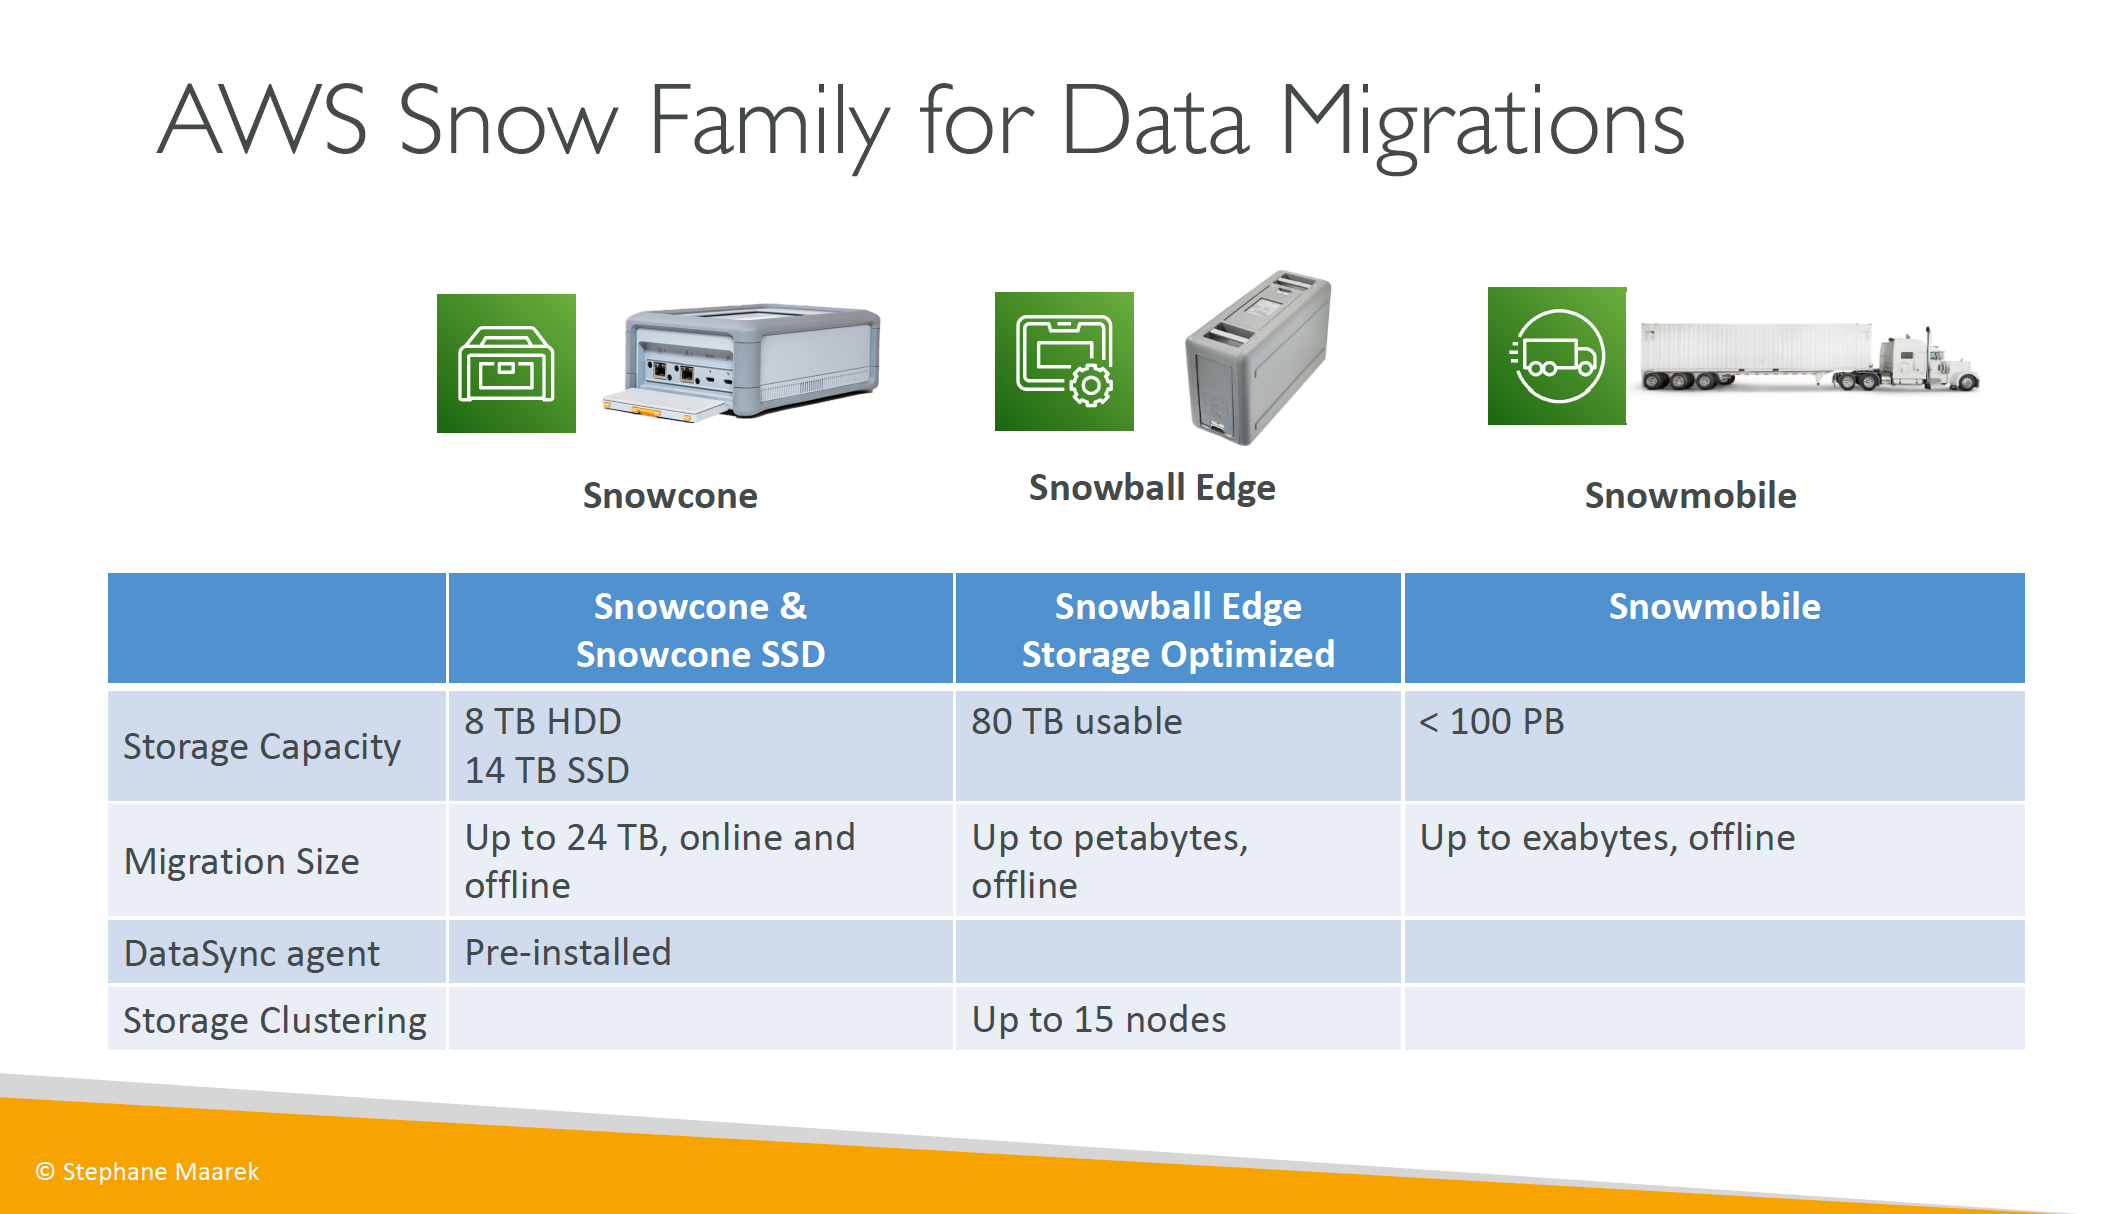 AWS Snow Family for Data Migrations
Snowcone
Snowball Edge
Snowmobile
Snowcone &
Snowcone SSD
Snowball Edge
Storage Optimized
Snowmobile
Storage Capacity
8 TB HDD
14 TB SSD
80 TB usable
< 100 PB
Migration Size
Up to 24 TB, online and
offline
Up to petabytes,
offline
Up to exabytes, offline
DataSync agent
Pre-installed
Storage Clustering
Up to 15 nodes
© Stephane Maarek